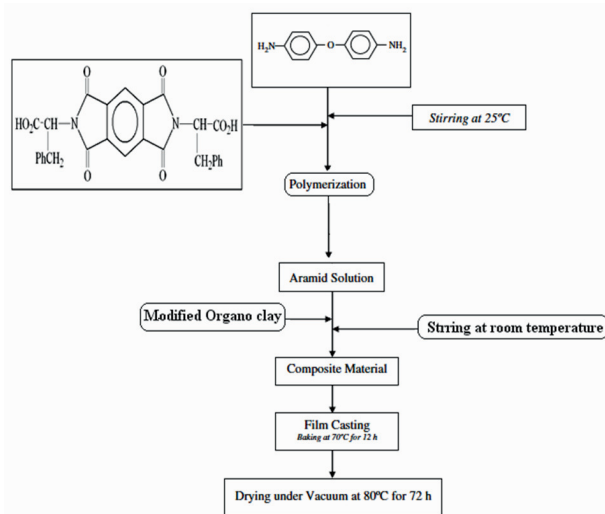 H₂N
O
NH₂
O O
HO₂C-CH-N N-CH-CO₂H
PhCH₂ CH₂Ph
O O
Stirring at 25ºC
Polymerization
Aramid Solution
Modified Organo clay
Strring at room temperature
Composite Material
Film Casting
Baking at 70ºC for 12 h
Drying under Vacuum at 80ºC for 72 h